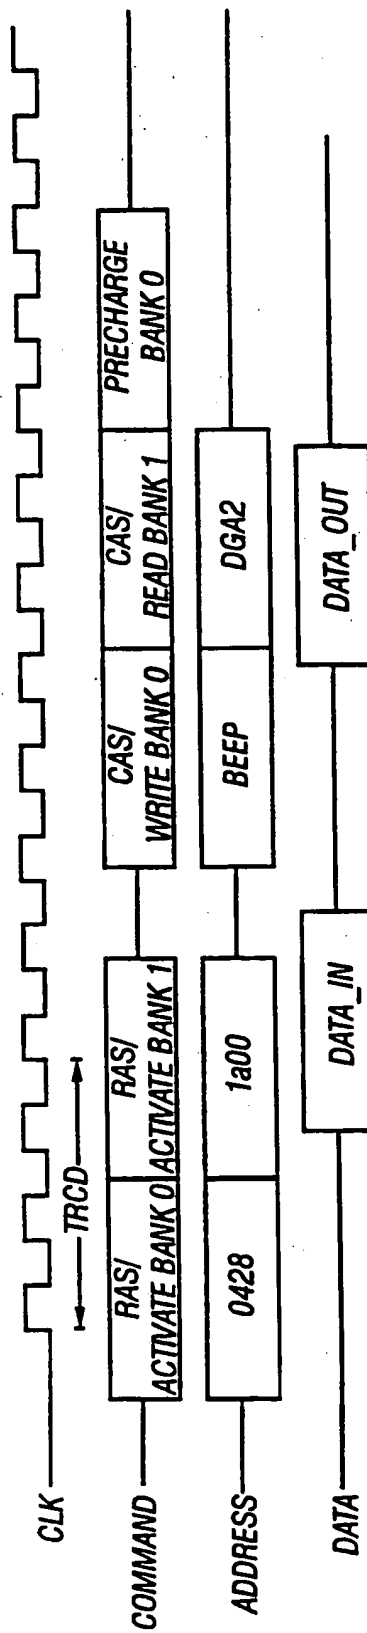 CLK
TRCD
COMMAND
RAS/
ACTIVATE BANK 0
RAS/
ACTIVATE BANK 1
CAS/
WRITE BANK 0
CAS/
READ BANK 1
PRECHARGE
BANK 0
ADDRESS
0428
1a00
BEEP
DGA2
DATA
DATA_IN
DATA_OUT